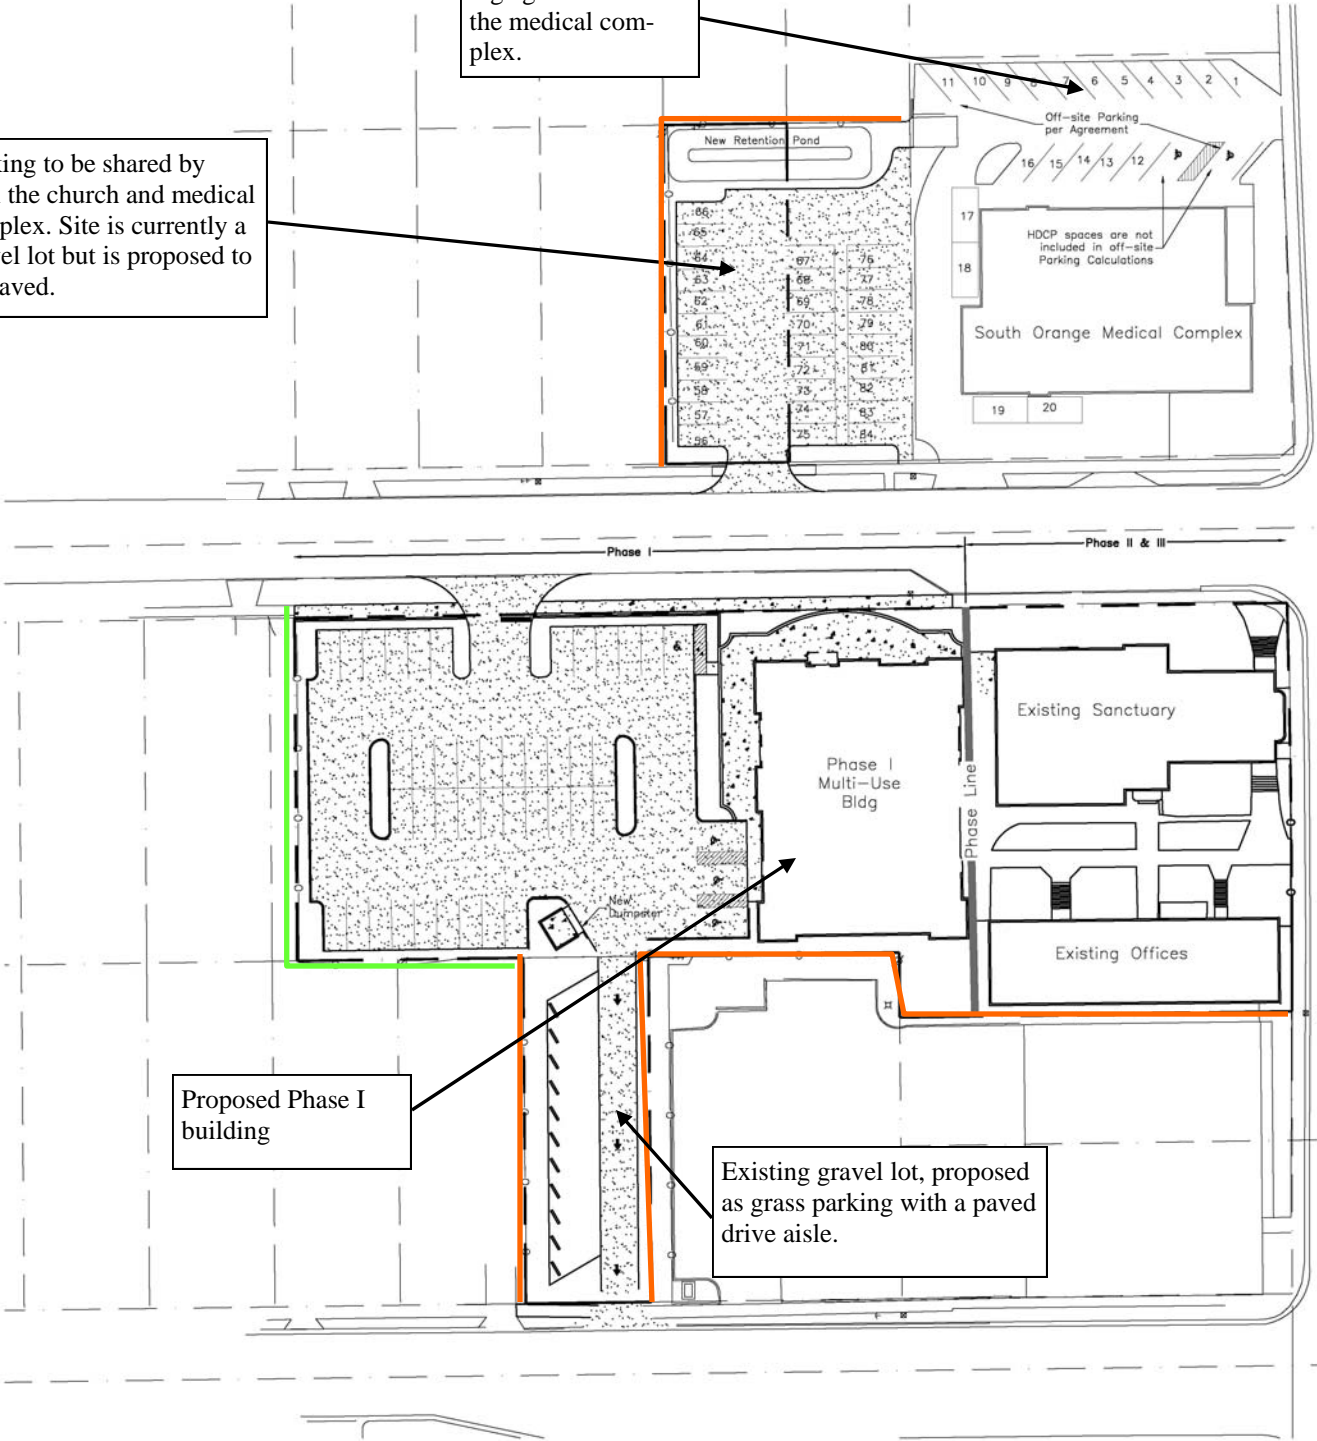 the medical com-
plex.
11 10 9 8 7 6 5 4 3 2 1
Off-site Parking
per Agreement
16 15 14 13 12
New Retention Pond
king to be shared by
the church and medical
plex. Site is currently a
el lot but is proposed to
aved.
17
18
HDCP spaces are not
included in off-site
Parking Calculations
66
65
64
63
62
61
60
59
58
57
56
67
68
69
70
71
72
73
74
75
76
77
78
79
80
81
82
83
84
South Orange Medical Complex
19 20
Phase I
Phase II & III
Existing Sanctuary
Phase I
Multi-Use
Bldg
Phase Line
New
Dumpster
Existing Offices
Proposed Phase I
building
Existing gravel lot, proposed
as grass parking with a paved
drive aisle.